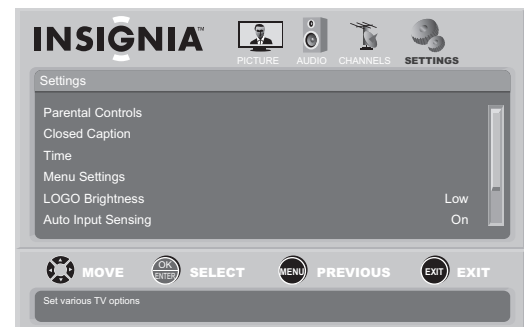 INSIGNIA™
PICTURE AUDIO CHANNELS SETTINGS
Settings
Parental Controls
Closed Caption
Time
Menu Settings
LOGO Brightness Low
Auto Input Sensing On
MOVE OK ENTER SELECT MENU PREVIOUS EXIT EXIT
Set various TV options